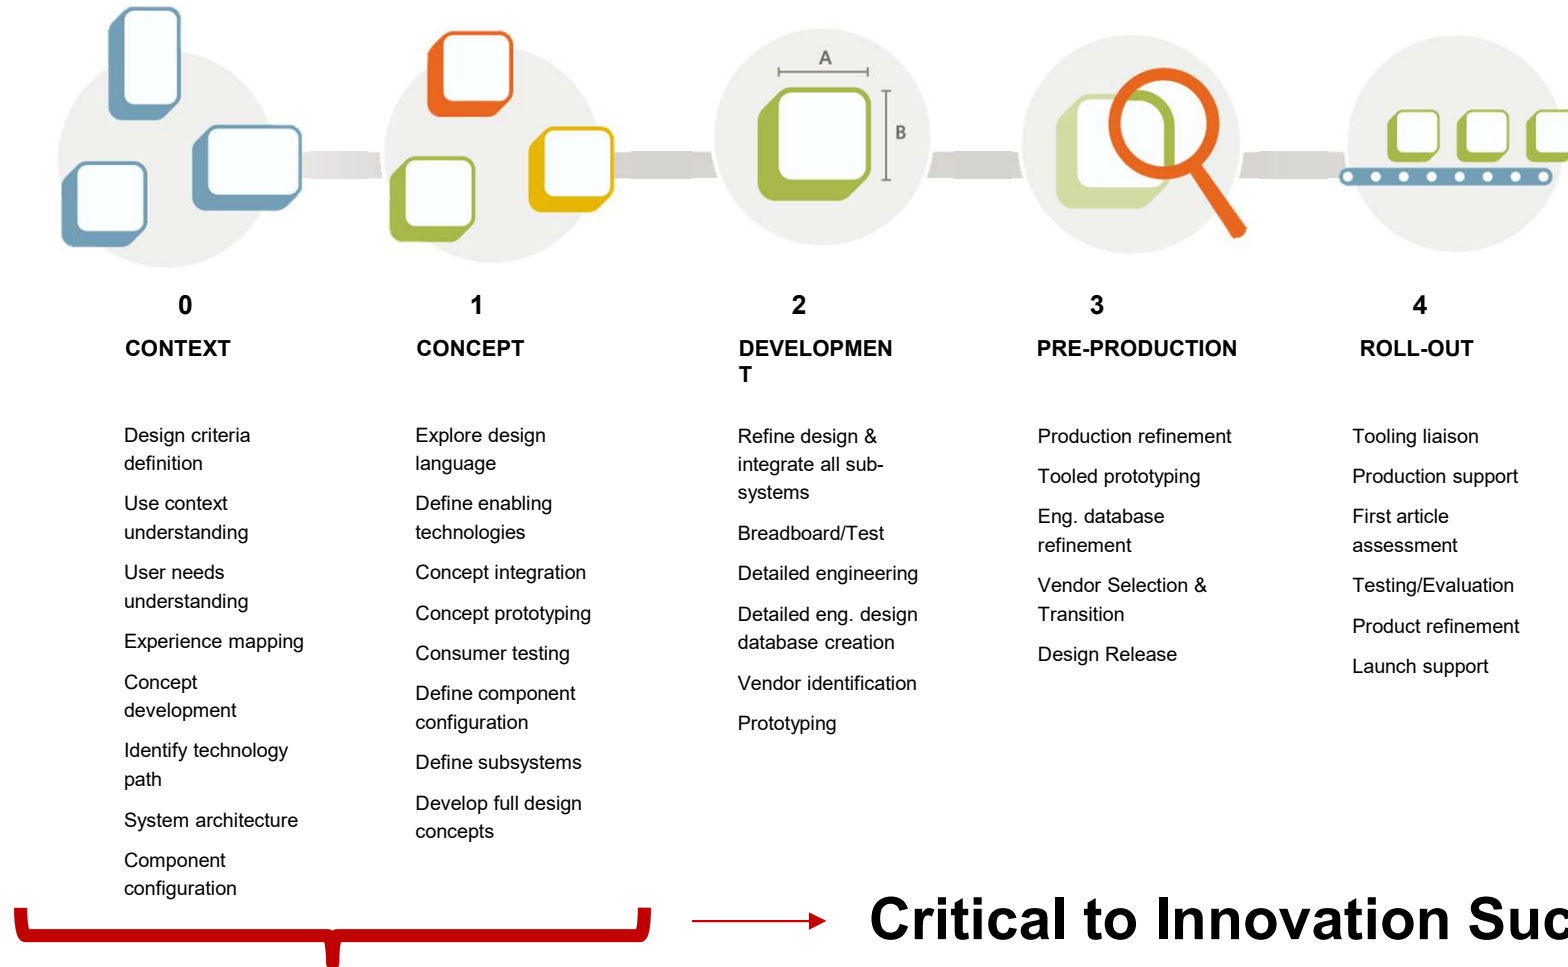 A
B
0
CONTEXT
Design criteria
definition
Use context
understanding
User needs
understanding
Experience mapping
Concept
development
Identify technology
path
System architecture
Component
configuration
1
CONCEPT
Explore design
language
Define enabling
technologies
Concept integration
Concept prototyping
Consumer testing
Define component
configuration
Define subsystems
Develop full design
concepts
2
DEVELOPMEN
T
Refine design &
integrate all sub-
systems
Breadboard/Test
Detailed engineering
Detailed eng. design
database creation
Vendor identification
Prototyping
3
PRE-PRODUCTION
Production refinement
Tooled prototyping
Eng. database
refinement
Vendor Selection &
Transition
Design Release
4
ROLL-OUT
Tooling liaison
Production support
First article
assessment
Testing/Evaluation
Product refinement
Launch support
Critical to Innovation Suc